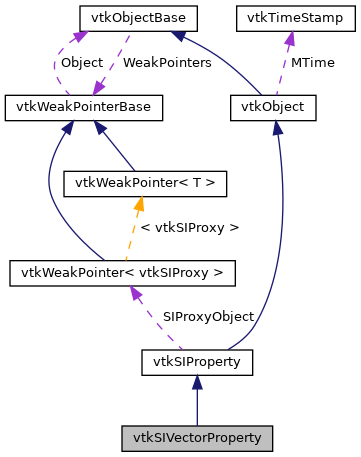 vtkObjectBase
vtkTimeStamp
Object
WeakPointers
MTime
vtkWeakPointerBase
vtkObject
vtkWeakPointer< T >
< vtkSIProxy >
vtkWeakPointer< vtkSIProxy >
SIProxyObject
vtkSIProperty
vtkSIVectorProperty